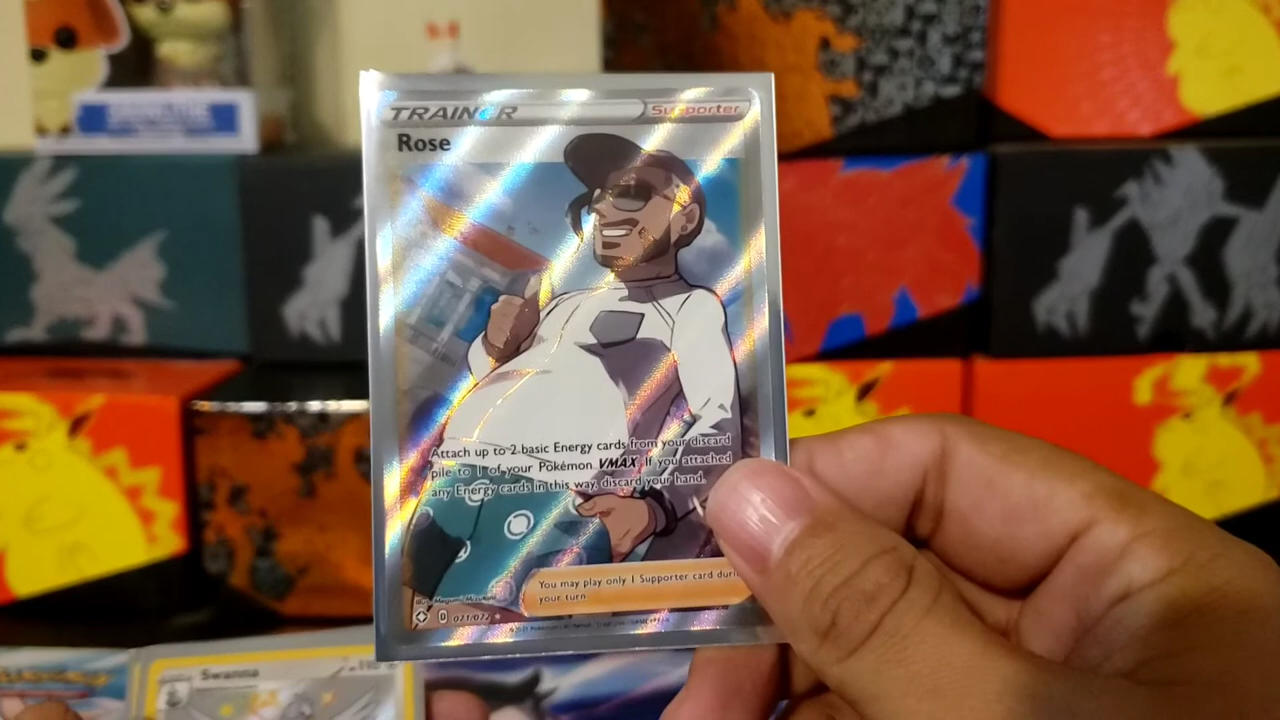 TRAINER
Supporter
Rose
Attach up to 2 basic Energy cards from your discard
pile to 1 of your Pokémon VMAX. If you attached
any Energy cards in this way, discard your hand.
You may play only 1 Supporter card
your turn.
D 071/072
Swanna